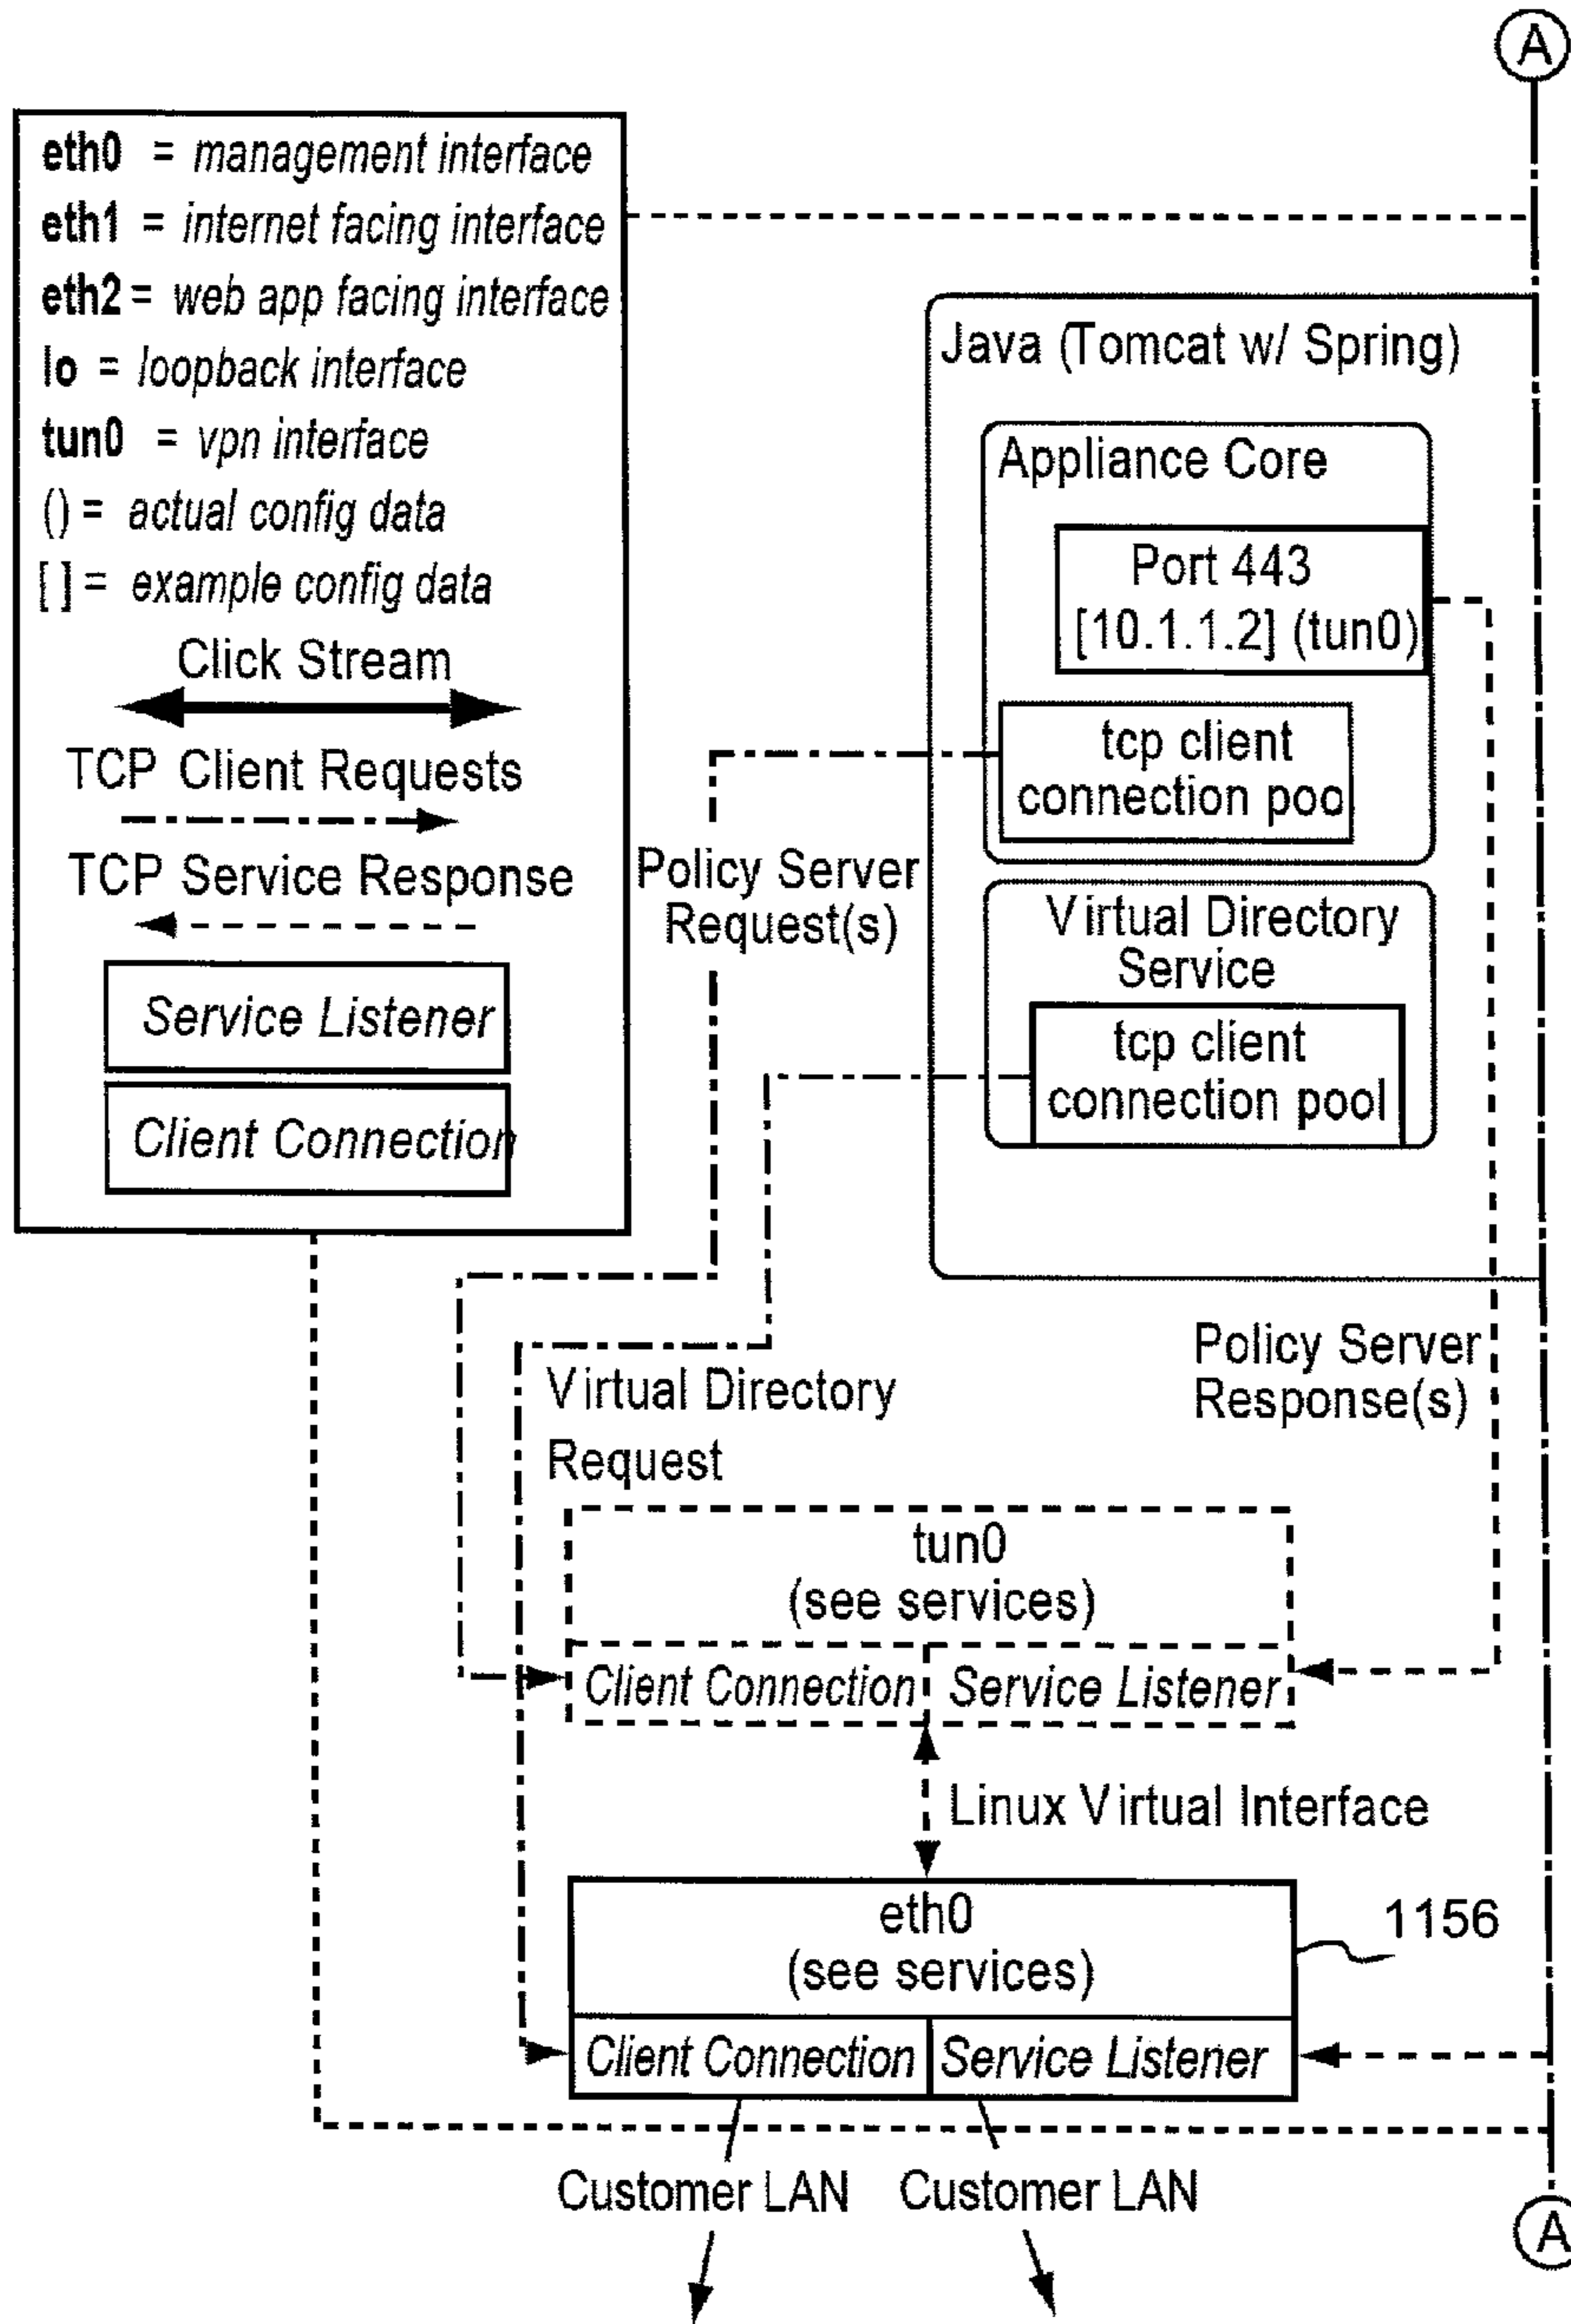 A
eth0 = management interface
eth1 = internet facing interface
eth2 = web app facing interface
lo = loopback interface
tun0 = vpn interface
() = actual config data
[ ] = example config data
Click Stream
TCP Client Requests
TCP Service Response
Service Listener
Client Connection
Java (Tomcat w/ Spring)
Appliance Core
Port 443
[10.1.1.2] (tun0)
tcp client
connection poo
Policy Server
Request(s)
Virtual Directory
Service
tcp client
connection pool
Policy Server
Response(s)
Virtual Directory
Request
tun0
(see services)
Client Connection
Service Listener
Linux Virtual Interface
eth0
(see services)
1156
Client Connection
Service Listener
Customer LAN
Customer LAN
A